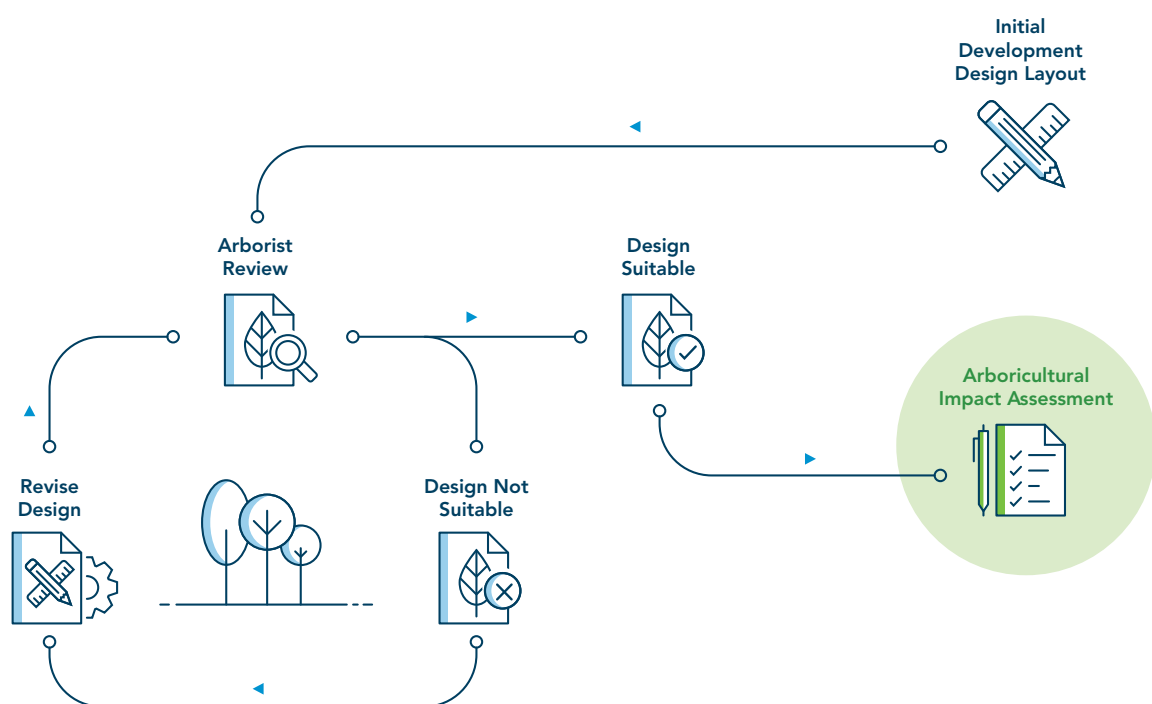 Initial
Development
Design Layout
Arborist
Review
Design
Suitable
Arboricultural
Impact Assessment
Revise
Design
Design Not
Suitable